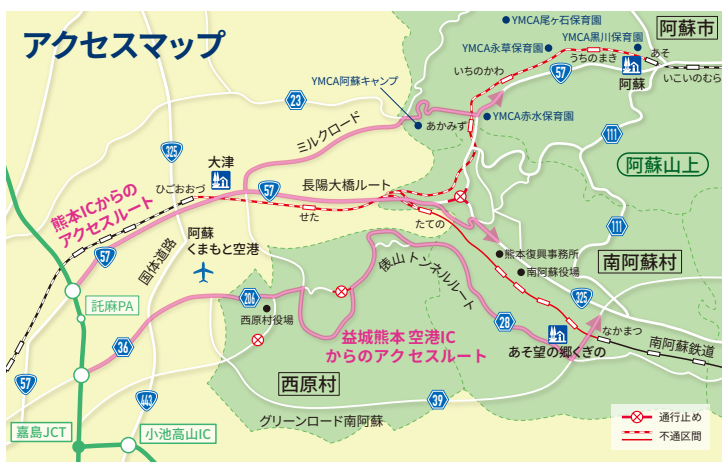 アクセスマップ
YMCA尾ヶ石保育園
阿蘇市
YMCA黒川保育園
YMCA永草保育園
うちのまき
あそ
いちのかわ
57
阿蘇
いこいのむら
YMCA阿蘇キャンプ
23
ミルクロード
あかみず
YMCA赤水保育園
111
325
大津
阿蘇山上
ひごおおづ
57
長陽大橋ルート
熊本ICからの
アクセスルート
せた
たての
111
57
国体道路
阿蘇
くまもと空港
俵山トンネルルート
熊本復興事務所
南阿蘇役場
南阿蘇村
託麻PA
206
西原村役場
325
28
なかまつ
36
益城熊本空港IC
からのアクセスルート
あそ望の郷くぎの
南阿蘇鉄道
57
西原村
443
39
グリーンロード南阿蘇
通行止め
不通区間
嘉島JCT
小池高山IC